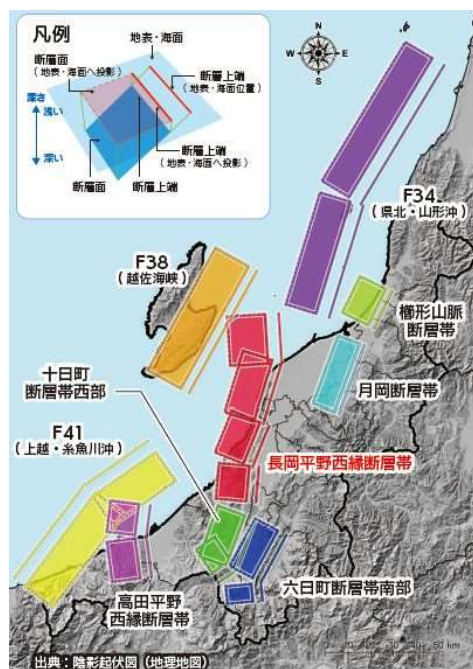 凡例
地表・海面
断層面
(地表・海面へ投影)
断層上端
(地表・海面位置)
深さ
浅い
深い
断層上端
(地表・海面へ投影)
断層面
断層上端
N
W
E
S
F34
(県北・山形沖)
F38
(越佐海峡)
櫛形山脈
断層帯
十日町
断層帯西部
月岡断層帯
F41
(上越・糸魚川沖)
長岡平野西縁断層帯
六日町断層帯南部
高田平野
西縁断層帯
出典：陰影起伏図（地理地図）